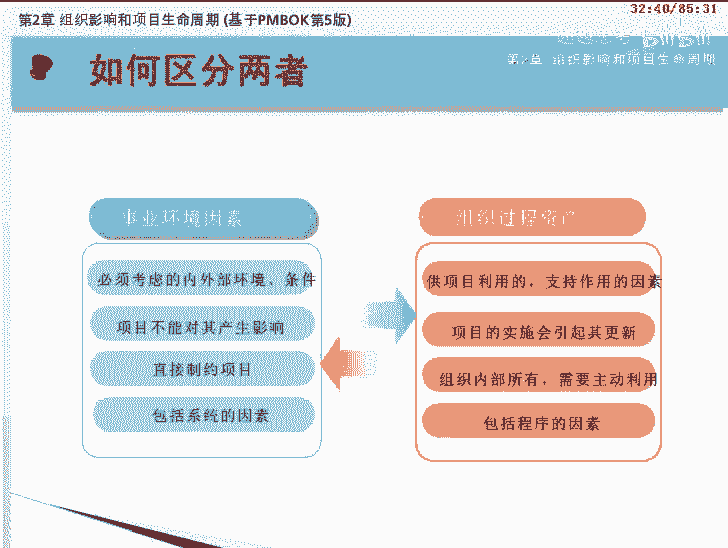 第2章 组织影响和项目生命周期 (基于PMBOK第5版)
32:40/85:31
第2章 组织影响和项目生命周期
如何区分两者
事业环境因素
必须考虑的内外部环境、条件
项目不能对其产生影响
直接制约项目
包括系统的因素
组织过程资产
供项目利用的，支持作用的因素
项目的实施会引起其更新
组织内部所有，需要主动利用
包括程序的因素